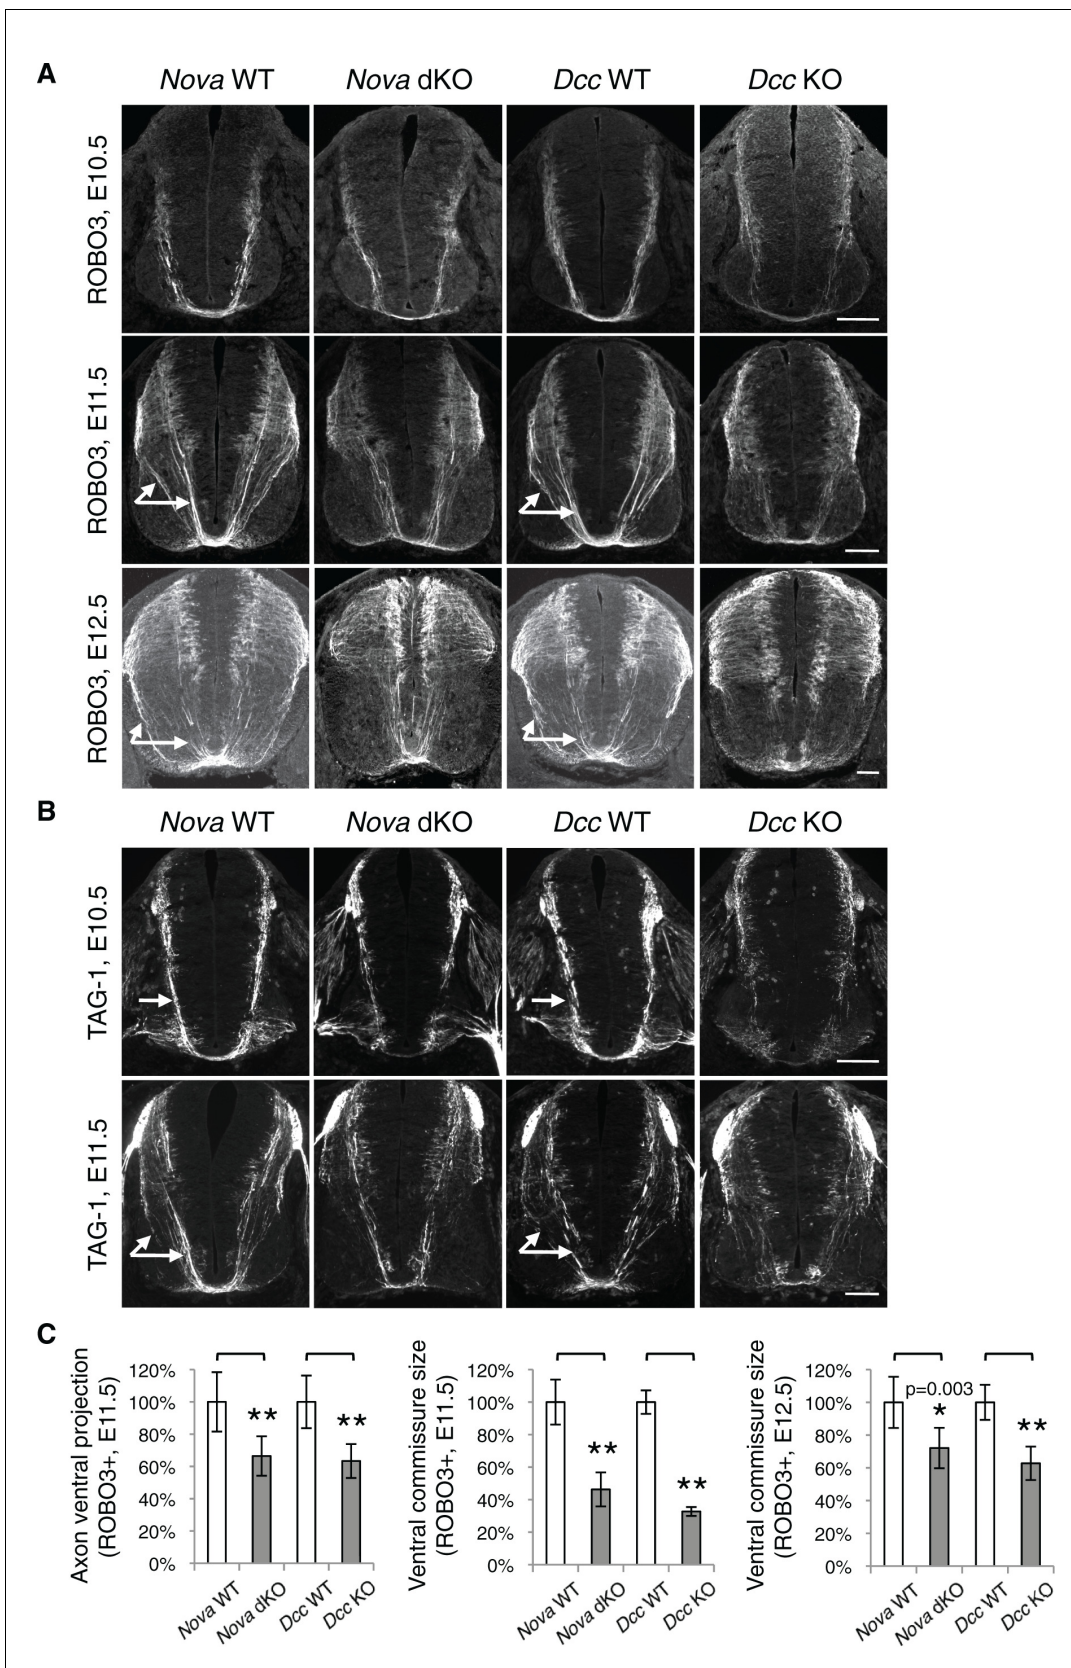 A
Nova WT Nova dKO Dcc WT Dcc KO
ROBO3, E10.5
ROBO3, E11.5
ROBO3, E12.5
B
Nova WT Nova dKO Dcc WT Dcc KO
TAG-1, E10.5
TAG-1, E11.5
C
Axon ventral projection
(ROBO3+, E11.5)
120%
100%
80%
60%
40%
20%
0%
**
**
Nova WT
Nova dKO
Dcc WT
Dcc KO
Ventral commissure size
(ROBO3+, E11.5)
120%
100%
80%
60%
40%
20%
0%
**
**
Nova WT
Nova dKO
Dcc WT
Dcc KO
Ventral commissure size
(ROBO3+, E12.5)
120%
100%
80%
60%
40%
20%
0%
p=0.003
*
**
Nova WT
Nova dKO
Dcc WT
Dcc KO